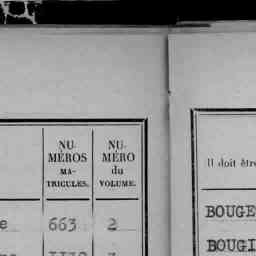 NU-
MÉROS
MA-
TRICULES.
NU-
MÉRO
du
VOLUME.
Il doit être
e 663 2
BOUGE
BOUGI